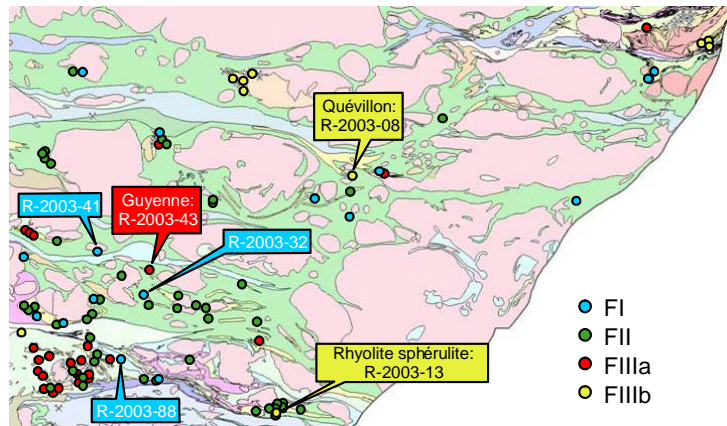 Quévillon:
R-2003-08
R-2003-41
Guyenne:
R-2003-43
R-2003-32
Rhyolite sphérulite:
R-2003-13
R-2003-88
FI
FII
FIIIa
FIIIb